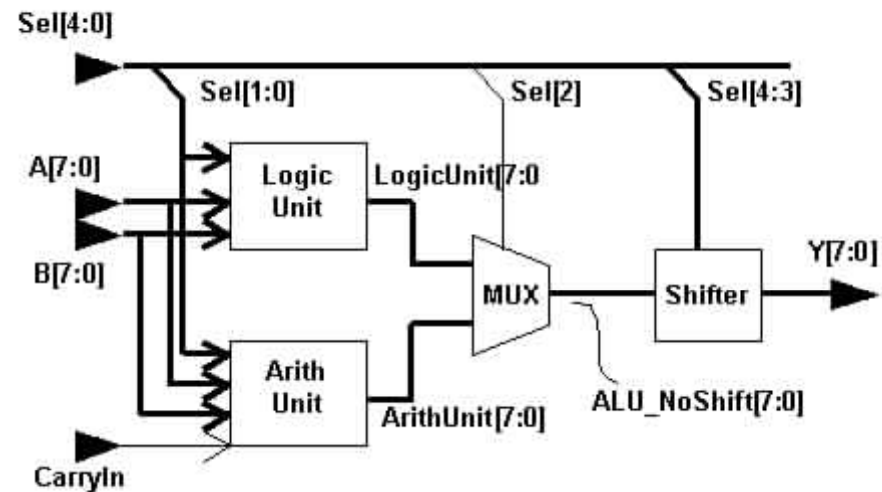 Sel[4:0]
Sel[1:0]
Sel[2]
Sel[4:3]
A[7:0]
B[7:0]
Logic
Unit
LogicUnit[7:0
MUX
Shifter
Y[7:0]
Arith
Unit
ArithUnit[7:0]
ALU_NoShift[7:0]
CarryIn